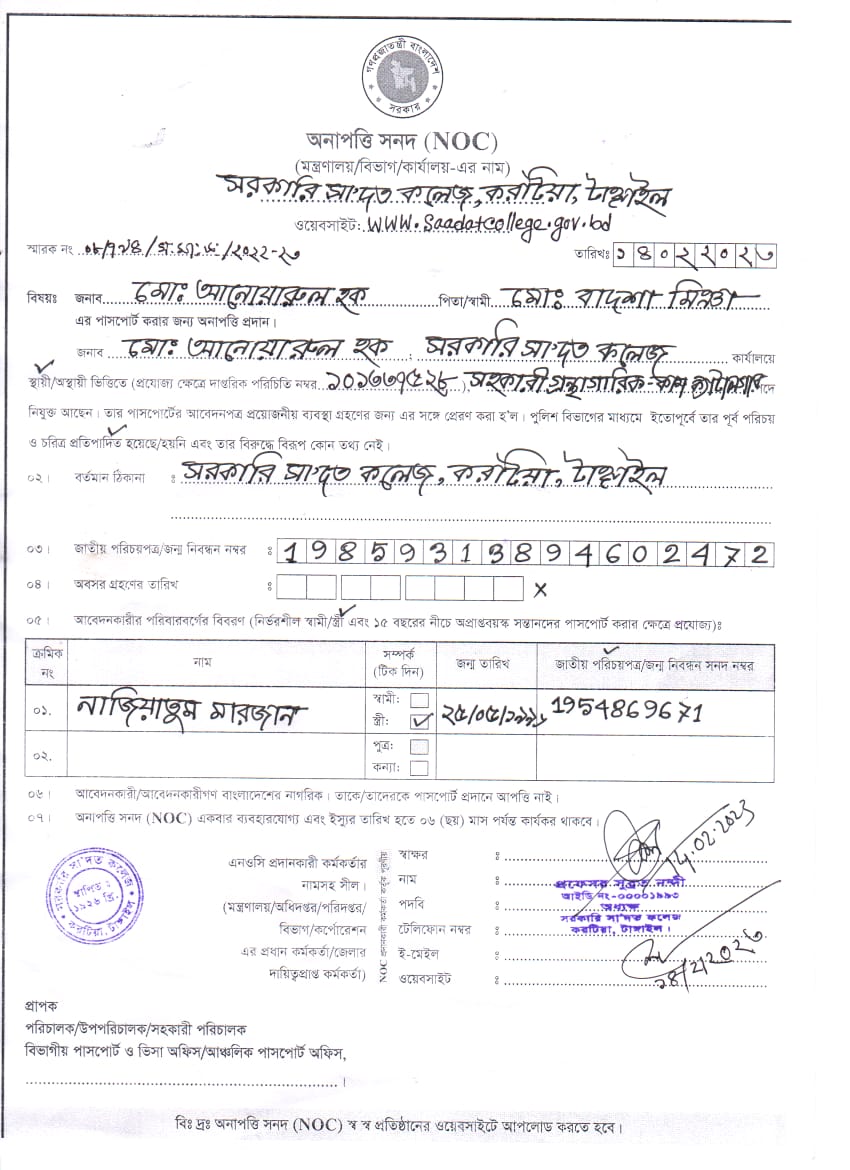 গণপ্রজাতন্ত্রী বাংলাদেশ
সরকার
অনাপত্তি সনদ (NOC)
(মন্ত্রণালয়/বিভাগ/কার্যালয়-এর নাম)
সরকারি সা'দত কলেজ, করটিয়া, টাঙ্গাইল
ওয়েবসাইট: www.saadatcollege.gov.bd
স্মারক নং /২০২২-২৩ তারিখঃ ১৪০২২০২৩
বিষয়ঃ জনাব মোঃ আনোয়ারুল হক পিতা/স্বামী মোঃ বাদশা মিঞা
এর পাসপোর্ট করার জন্য অনাপত্তি প্রদান।
জনাব মোঃ আনোয়ারুল হক, সরকারি সা'দত কলেজ কার্যালয়ে
স্থায়ী/অস্থায়ী ভিত্তিতে (প্রযোজ্য ক্ষেত্রে দাপ্তরিক পরিচিতি নম্বর ), সহকারী গ্রন্থাগারিক-কাম ক্যাটালগার পদে
নিযুক্ত আছেন। তার পাসপোর্টের আবেদনপত্র প্রয়োজনীয় ব্যবস্থা গ্রহণের জন্য এর সঙ্গে প্রেরণ করা হ'ল। পুলিশ বিভাগের মাধ্যমে ইতোপূর্বে তার পূর্ব পরিচয়
ও চরিত্র প্রতিপাদিত হয়েছে/হয়নি এবং তার বিরুদ্ধে বিরূপ কোন তথ্য নেই।
০২। বর্তমান ঠিকানা ঃ সরকারি সা'দত কলেজ, করটিয়া, টাঙ্গাইল
০৩। জাতীয় পরিচয়পত্র/জন্ম নিবন্ধন নম্বর ঃ 19859313894602472
০৪। অবসর গ্রহণের তারিখ ঃ X
০৫। আবেদনকারীর পরিবারবর্গের বিবরণ (নির্ভরশীল স্বামী/স্ত্রী এবং ১৫ বছরের নীচে অপ্রাপ্তবয়স্ক সন্তানদের পাসপোর্ট করার ক্ষেত্রে প্রযোজ্য)ঃ
ক্রমিক নং নাম সম্পর্ক (টিক দিন) জন্ম তারিখ জাতীয় পরিচয়পত্র/জন্ম নিবন্ধন সনদ নম্বর
০১. নাজিয়াতুম মারজান স্বামী: স্ত্রী: 1954869671
০২. পুত্র: কন্যা:
০৬। আবেদনকারী/আবেদনকারীগণ বাংলাদেশের নাগরিক। তাকে/তাদেরকে পাসপোর্ট প্রদানে আপত্তি নাই।
০৭। অনাপত্তি সনদ (NOC) একবার ব্যবহারযোগ্য এবং ইস্যুর তারিখ হতে ০৬ (ছয়) মাস পর্যন্ত কার্যকর থাকবে।
14.02.2023
সরকারি সা'দত কলেজ
স্থাপিত : ১৯২৬ খ্রি.
করটিয়া, টাঙ্গাইল
এনওসি প্রদানকারী কর্মকর্তার
নামসহ সীল।
(মন্ত্রণালয়/অধিদপ্তর/পরিদপ্তর/
বিভাগ/কর্পোরেশন
এর প্রধান কর্মকর্তা/জেলার
দায়িত্বপ্রাপ্ত কর্মকর্তা)
NOC প্রদানকারী কর্মকর্তা কর্তৃক পূরণীয়
স্বাক্ষর ঃ
নাম ঃ
পদবি ঃ
টেলিফোন নম্বর ঃ
ই-মেইল ঃ
ওয়েবসাইট ঃ
প্রফেসর সুব্রত নন্দী
আইডি নং-০০০০১৯৯৩
অধ্যক্ষ
সরকারি সা'দত কলেজ
করটিয়া, টাঙ্গাইল।
১৪/২/২০২৩
প্রাপক
পরিচালক/উপপরিচালক/সহকারী পরিচালক
বিভাগীয় পাসপোর্ট ও ভিসা অফিস/আঞ্চলিক পাসপোর্ট অফিস,
বিঃ দ্রঃ অনাপত্তি সনদ (NOC) স্ব স্ব প্রতিষ্ঠানের ওয়েবসাইটে আপলোড করতে হবে।